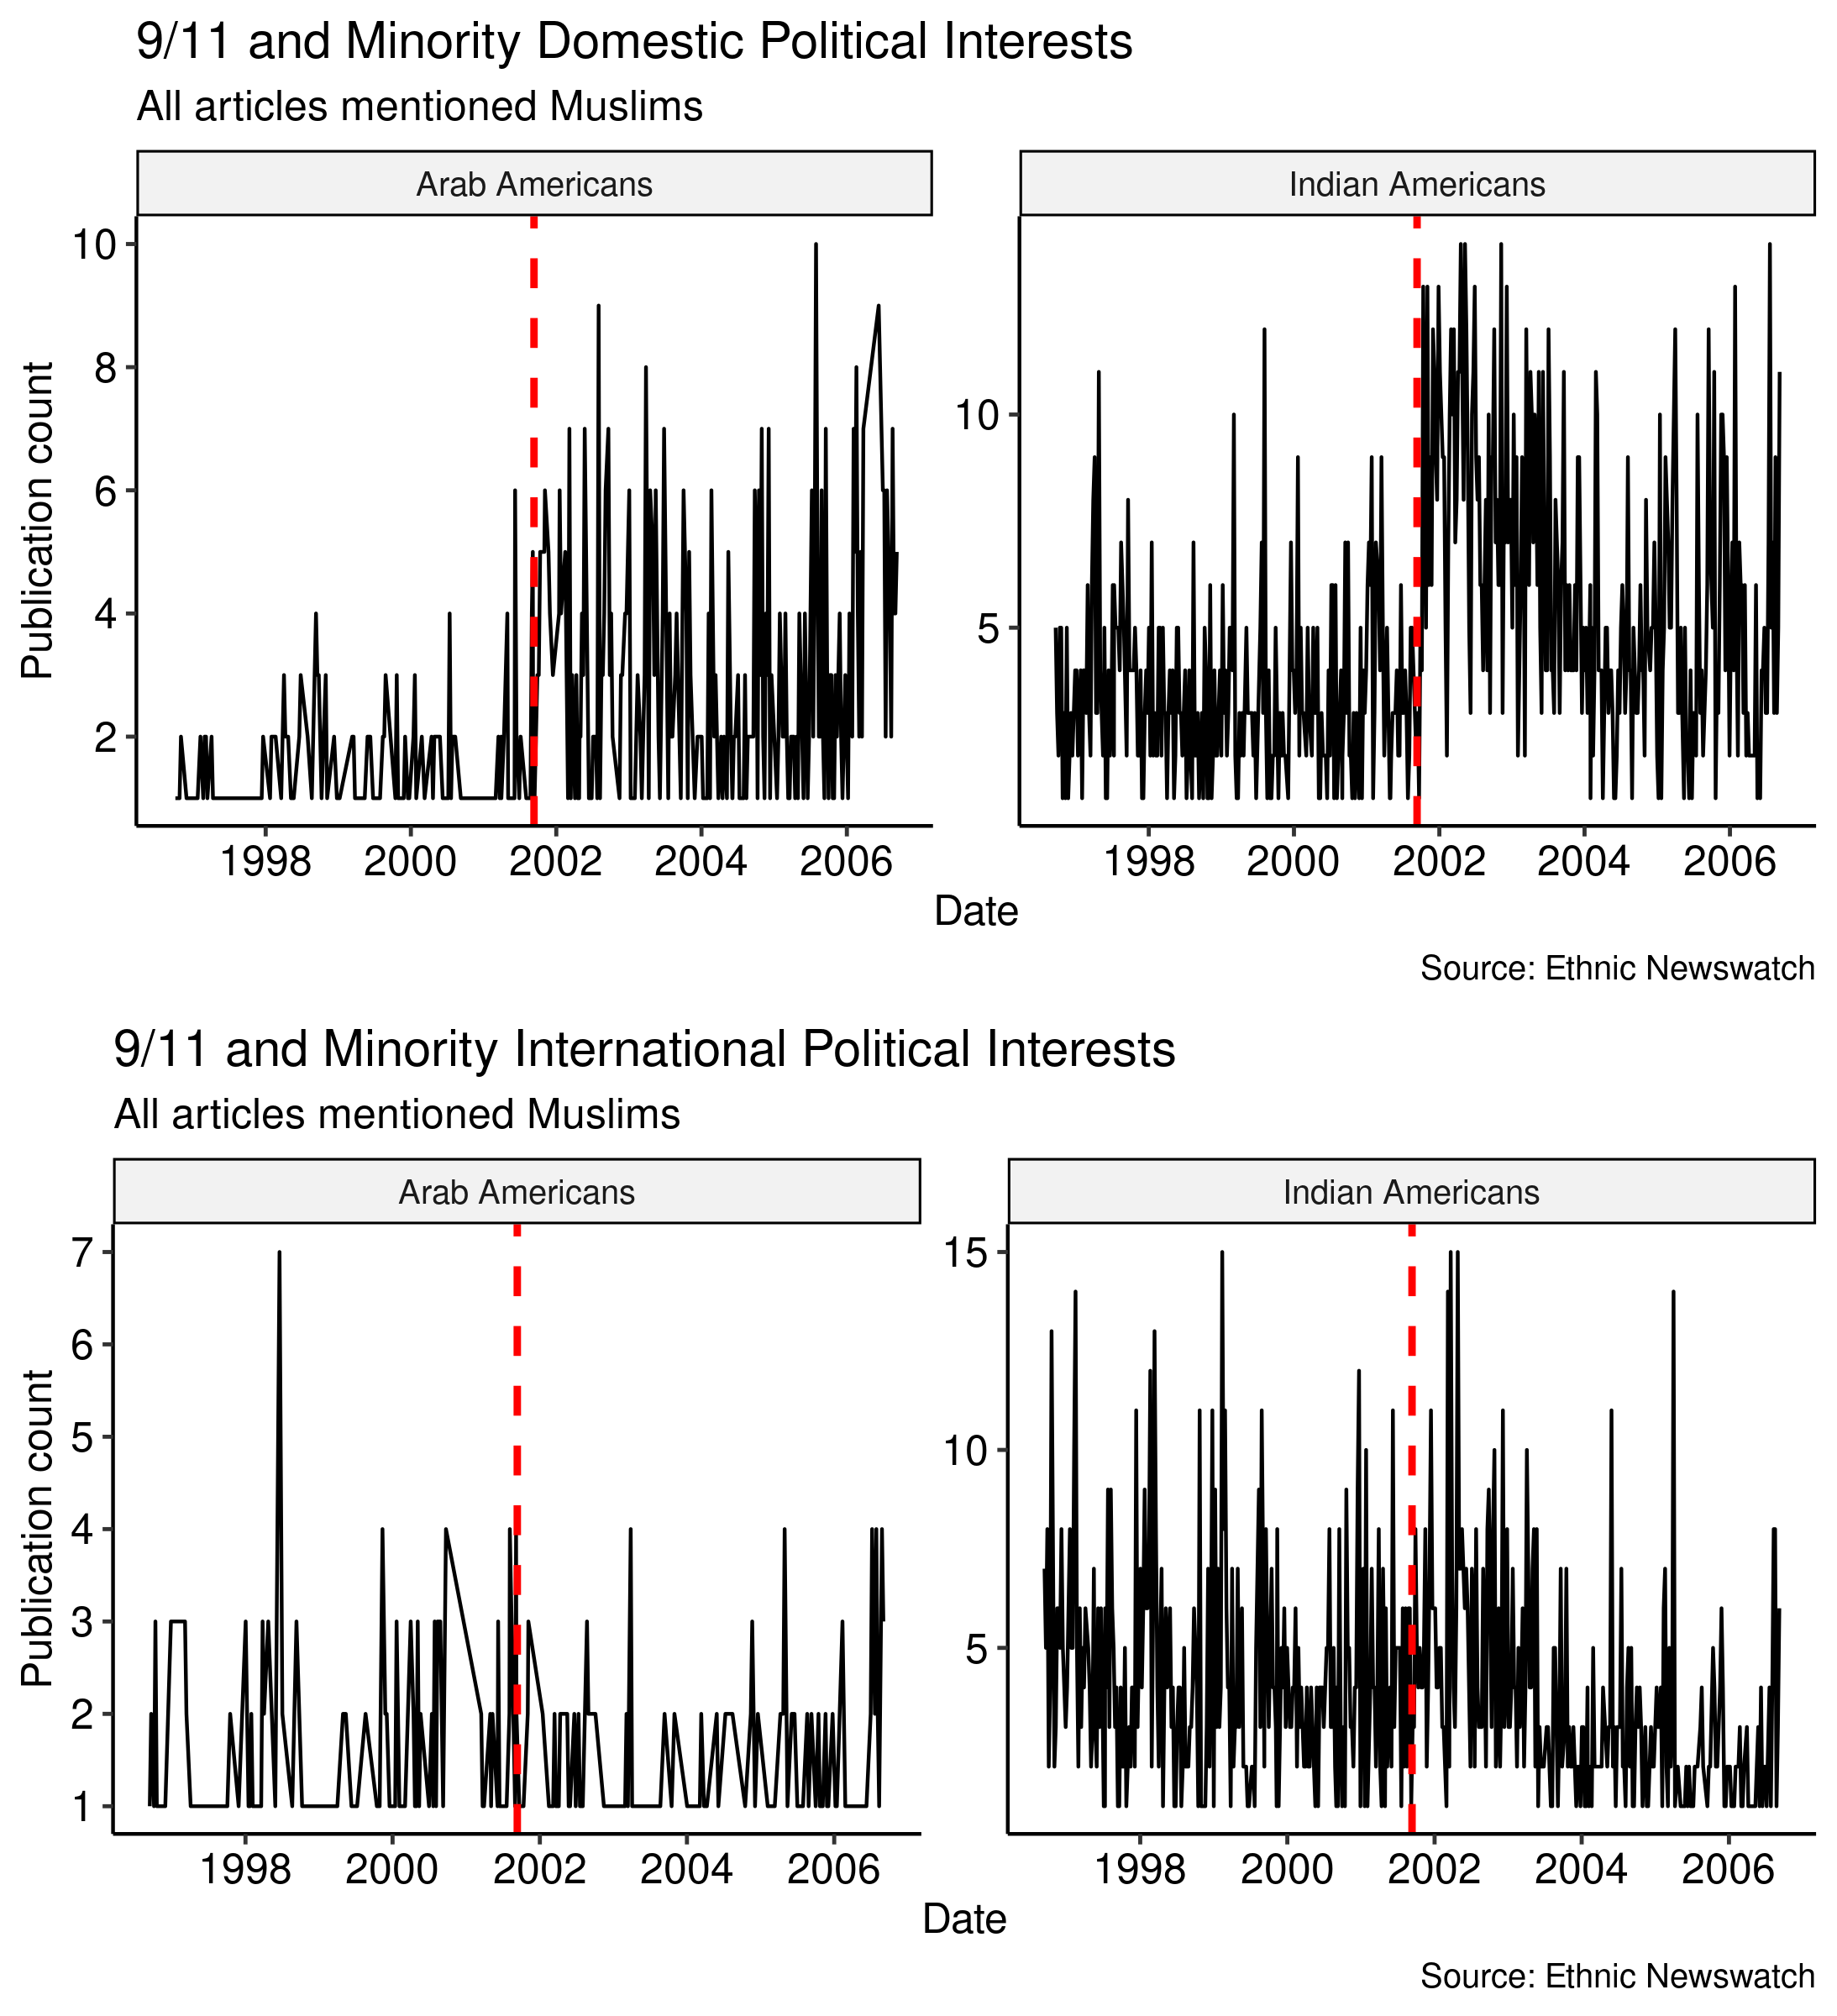 9/11 and Minority Domestic Political Interests
All articles mentioned Muslims
Arab Americans
Indian Americans
Publication count
10
8
6
4
2
10
5
1998 2000 2002 2004 2006
1998 2000 2002 2004 2006
Date
Source: Ethnic Newswatch
9/11 and Minority International Political Interests
All articles mentioned Muslims
Arab Americans
Indian Americans
Publication count
7
6
5
4
3
2
1
15
10
5
1998 2000 2002 2004 2006
1998 2000 2002 2004 2006
Date
Source: Ethnic Newswatch